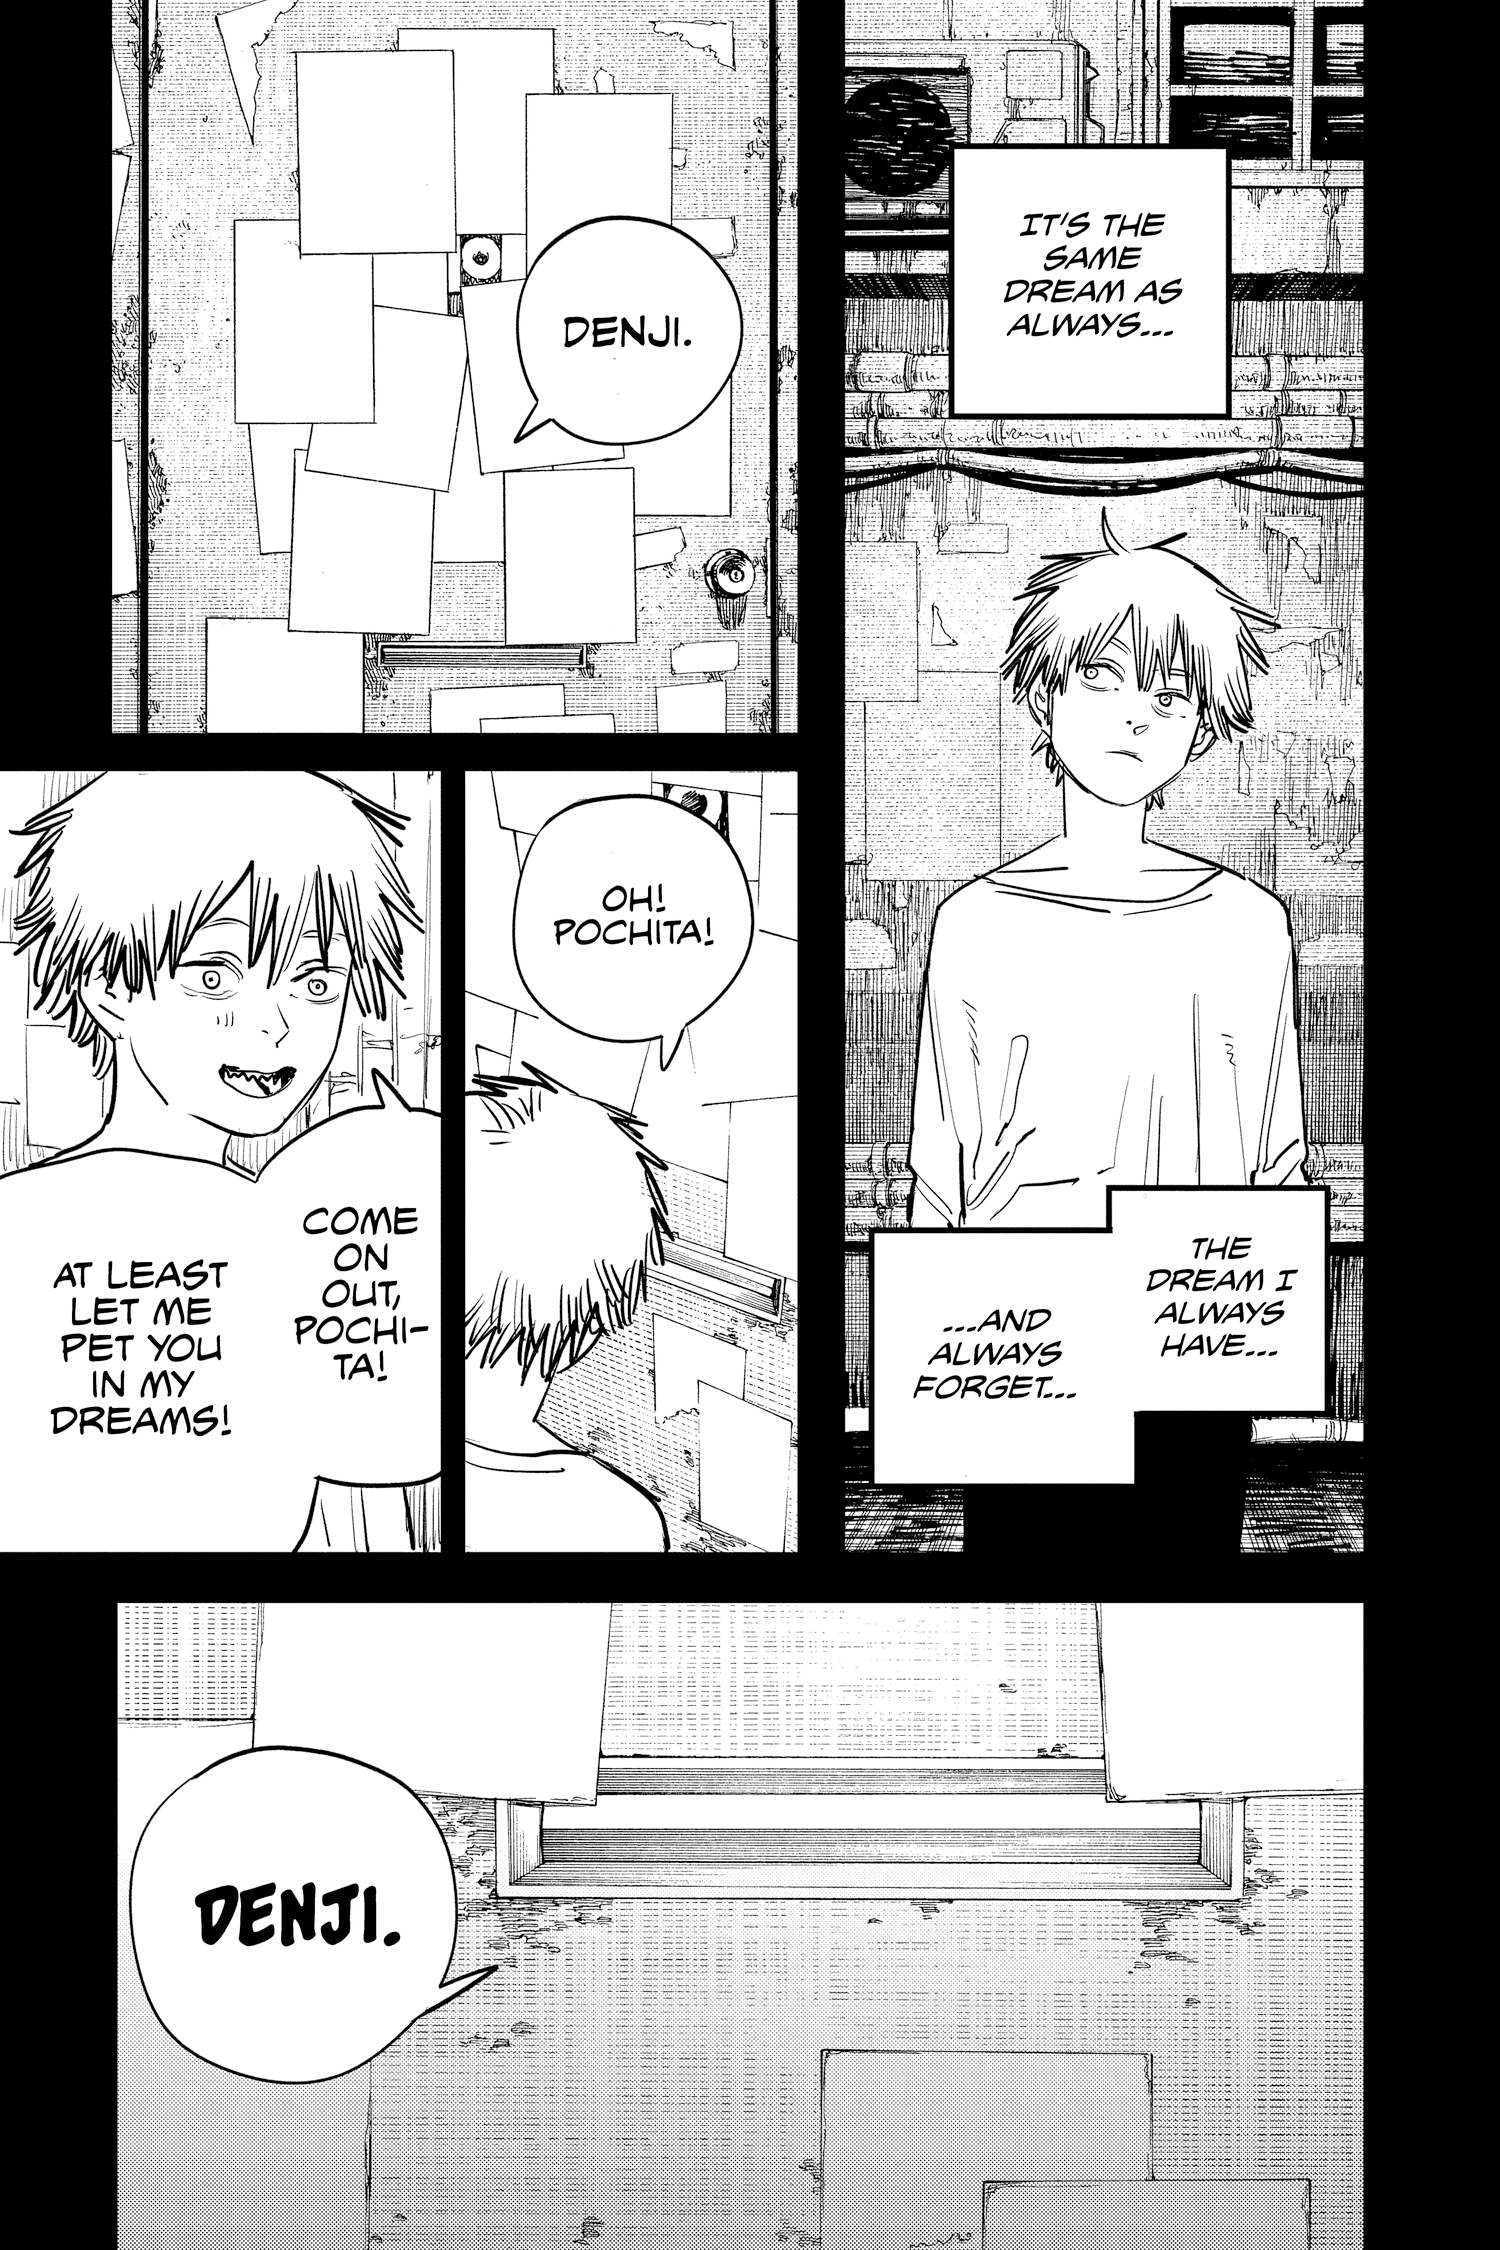 IT'S THE
SAME
DREAM AS
ALWAYS...
THE
DREAM I
ALWAYS
HAVE...
...AND
ALWAYS
FORGET...
DENJI.
OH!
POCHITA!
COME
ON
OUT,
POCHI-
TA!
AT LEAST
LET ME
PET YOU
IN MY
DREAMS!
DENJI.